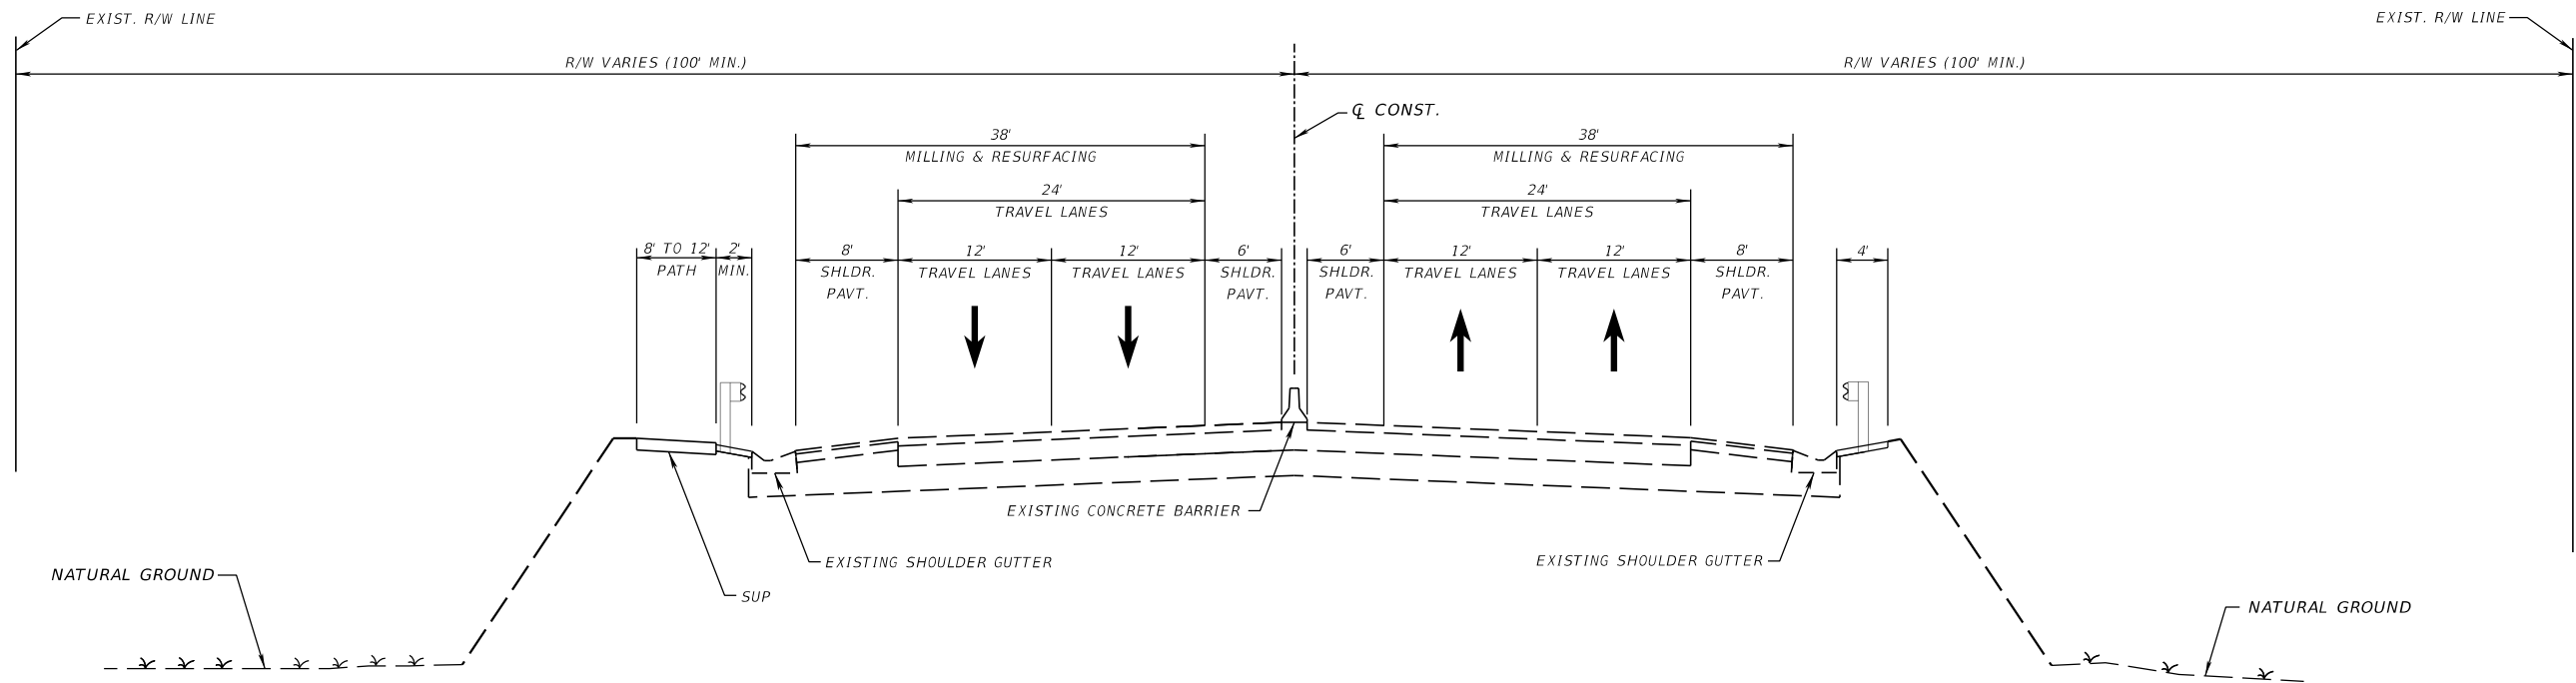 EXIST. R/W LINE
EXIST. R/W LINE
R/W VARIES (100' MIN.)
R/W VARIES (100' MIN.)
℄ CONST.
38'
MILLING & RESURFACING
38'
MILLING & RESURFACING
24'
TRAVEL LANES
24'
TRAVEL LANES
8' TO 12'
PATH
2'
MIN.
8'
SHLDR.
PAVT.
12'
TRAVEL LANES
12'
TRAVEL LANES
6'
SHLDR.
PAVT.
6'
SHLDR.
PAVT.
12'
TRAVEL LANES
12'
TRAVEL LANES
8'
SHLDR.
PAVT.
4'
EXISTING CONCRETE BARRIER
EXISTING SHOULDER GUTTER
EXISTING SHOULDER GUTTER
NATURAL GROUND
SUP
NATURAL GROUND